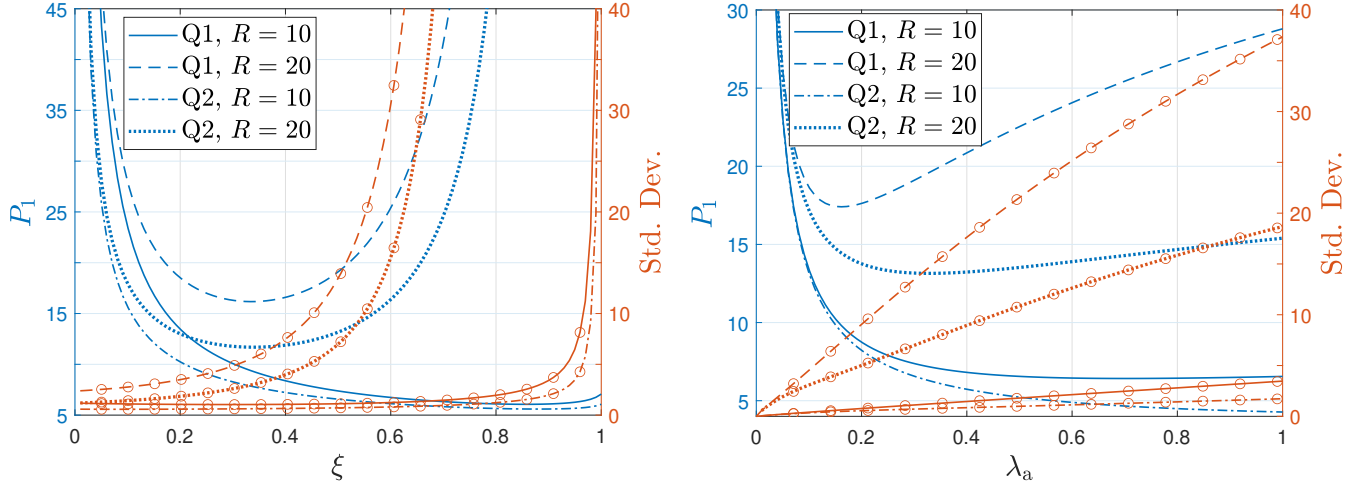 45
35
25
15
5
P₁
Q1, R = 10
Q1, R = 20
Q2, R = 10
Q2, R = 20
40
30
20
10
0
Std. Dev.
0
0.2
0.4
0.6
0.8
1
ξ
30
25
20
15
10
5
P₁
Q1, R = 10
Q1, R = 20
Q2, R = 10
Q2, R = 20
40
30
20
10
0
Std. Dev.
0
0.2
0.4
0.6
0.8
1
λₐ